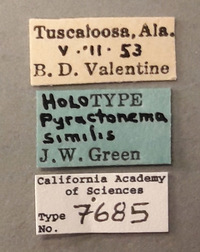 Tuscaloosa, Ala.
V · 11 · 53
B. D. Valentine
HOLOTYPE
Pyractonema
similis
J.W. Green
California Academy
of Sciences
Type
No. 7685